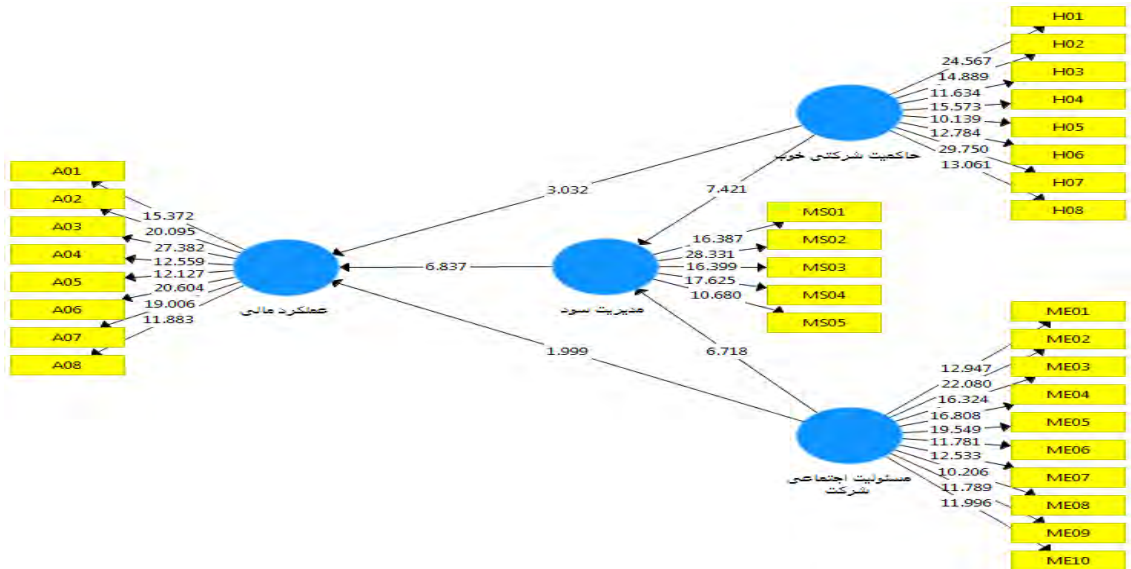 H01
H02
H03
H04
H05
H06
H07
H08
24.567
14.889
11.634
15.573
10.139
12.784
29.750
13.061
حاکمیت شرکتی خوب
3.032
7.421
A01
A02
A03
A04
A05
A06
A07
A08
15.372
20.095
27.382
12.559
12.127
20.604
19.006
11.883
عملکرد مالی
6.837
MS01
MS02
MS03
MS04
MS05
16.387
28.331
16.399
17.625
10.680
مدیریت سود
1.999
6.718
ME01
ME02
ME03
ME04
ME05
ME06
ME07
ME08
ME09
ME10
12.947
22.080
16.324
16.808
19.549
11.781
12.533
10.206
11.789
11.996
مسئولیت اجتماعی
شرکت